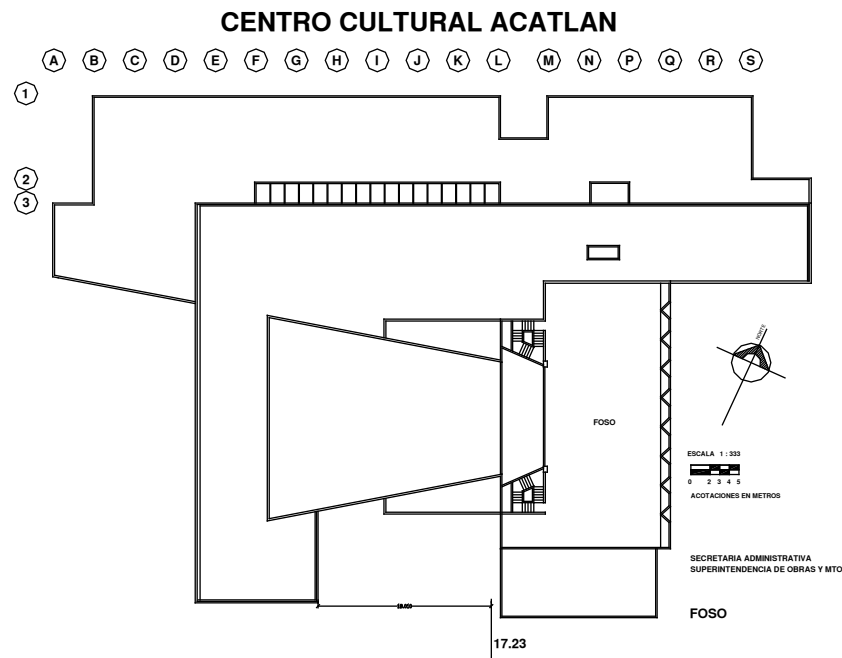 CENTRO CULTURAL ACATLAN
A B C D E F G H I J K L M N P Q R S
1
2
3
NORTE
FOSO
ESCALA 1 : 333
0 2 3 4 5
ACOTACIONES EN METROS
SECRETARIA ADMINISTRATIVA
SUPERINTENDENCIA DE OBRAS Y MTO
FOSO
17.23